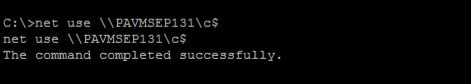 C:\>net use \\PAVMSEP131\c$
net use \\PAVMSEP131\c$
The command completed successfully.